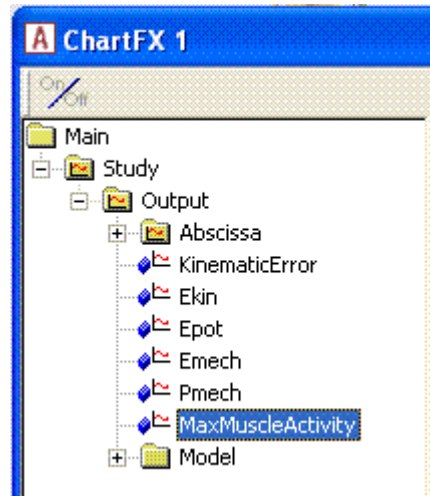 A ChartFX 1
On/Off
Main
Study
Output
Abscissa
KinematicError
Ekin
Epot
Emech
Pmech
MaxMuscleActivity
Model